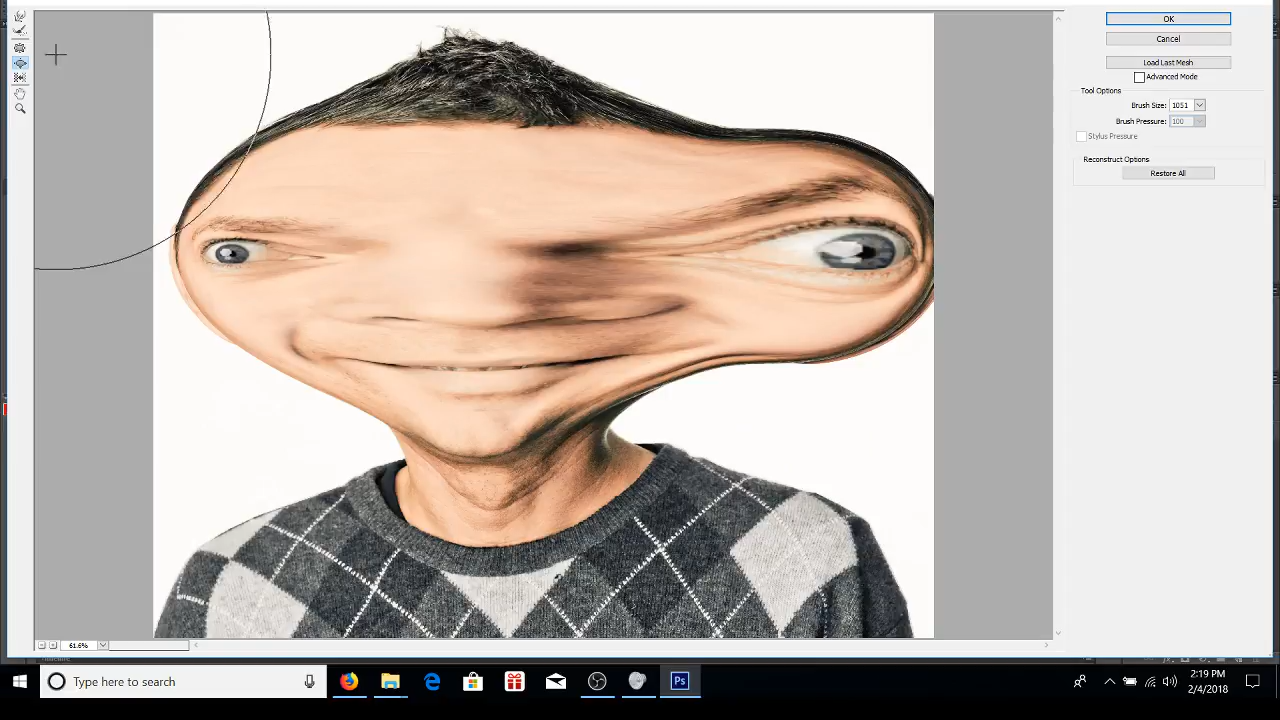 OK
Cancel
Load Last Mesh
Advanced Mode
Tool Options
Brush Size: 1051
Brush Pressure: 100
Stylus Pressure
Reconstruct Options
Restore All
61.6%
Type here to search
Ps
2:19 PM
2/4/2018